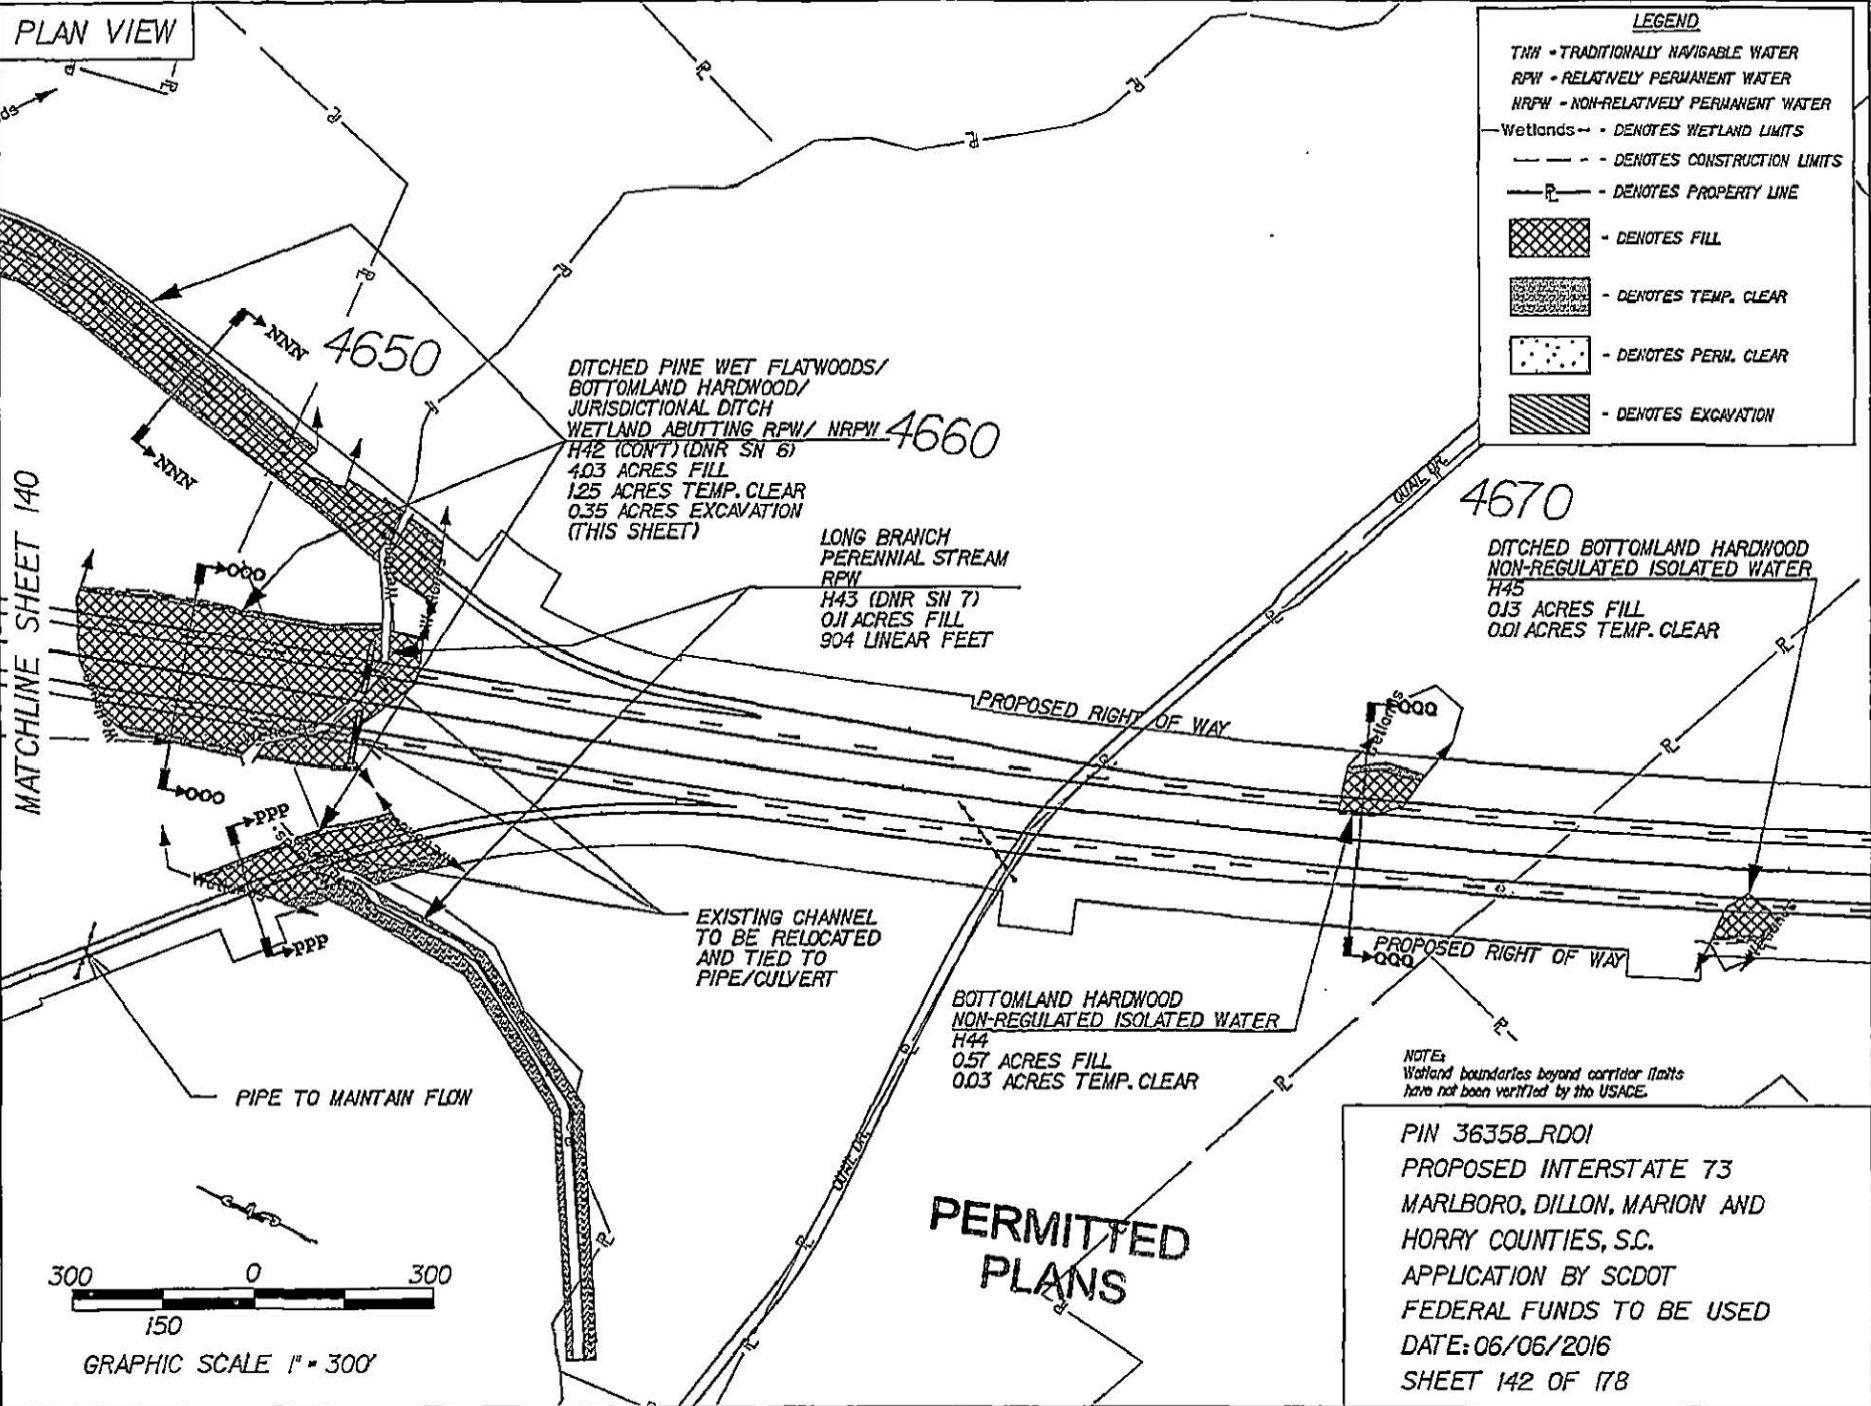 PLAN VIEW
LEGEND
TNW - TRADITIONALLY NAVIGABLE WATER
RPW - RELATIVELY PERMANENT WATER
NRPW - NON-RELATIVELY PERMANENT WATER
Wetlands - DENOTES WETLAND LIMITS
- DENOTES CONSTRUCTION LIMITS
PL - DENOTES PROPERTY LINE
- DENOTES FILL
- DENOTES TEMP. CLEAR
- DENOTES PERM. CLEAR
- DENOTES EXCAVATION
NNN
4650
NNN
DITCHED PINE WET FLATWOODS/
BOTTOMLAND HARDWOOD/
JURISDICTIONAL DITCH
WETLAND ABUTTING RPW/ NRPW
H42 (CON'T) (DNR SN 6)
4.03 ACRES FILL
1.25 ACRES TEMP. CLEAR
0.35 ACRES EXCAVATION
(THIS SHEET)
4660
MATCHLINE SHEET 140
OOO
OOO
LONG BRANCH
PERENNIAL STREAM
RPW
H43 (DNR SN 7)
0.11 ACRES FILL
904 LINEAR FEET
QUAIL DR.
4670
DITCHED BOTTOMLAND HARDWOOD
NON-REGULATED ISOLATED WATER
H45
0.13 ACRES FILL
0.01 ACRES TEMP. CLEAR
PROPOSED RIGHT OF WAY
QQQ
QQQ
PROPOSED RIGHT OF WAY
PPP
PPP
EXISTING CHANNEL
TO BE RELOCATED
AND TIED TO
PIPE/CULVERT
BOTTOMLAND HARDWOOD
NON-REGULATED ISOLATED WATER
H44
0.57 ACRES FILL
0.03 ACRES TEMP. CLEAR
PIPE TO MAINTAIN FLOW
QUAIL DR.
NOTE:
Wetland boundaries beyond corridor limits
have not been verified by the USACE.
PERMITTED
PLANS
300 0 300
150
GRAPHIC SCALE 1" = 300'
PIN 36358_RD01
PROPOSED INTERSTATE 73
MARLBORO, DILLON, MARION AND
HORRY COUNTIES, S.C.
APPLICATION BY SCDOT
FEDERAL FUNDS TO BE USED
DATE: 06/06/2016
SHEET 142 OF 178